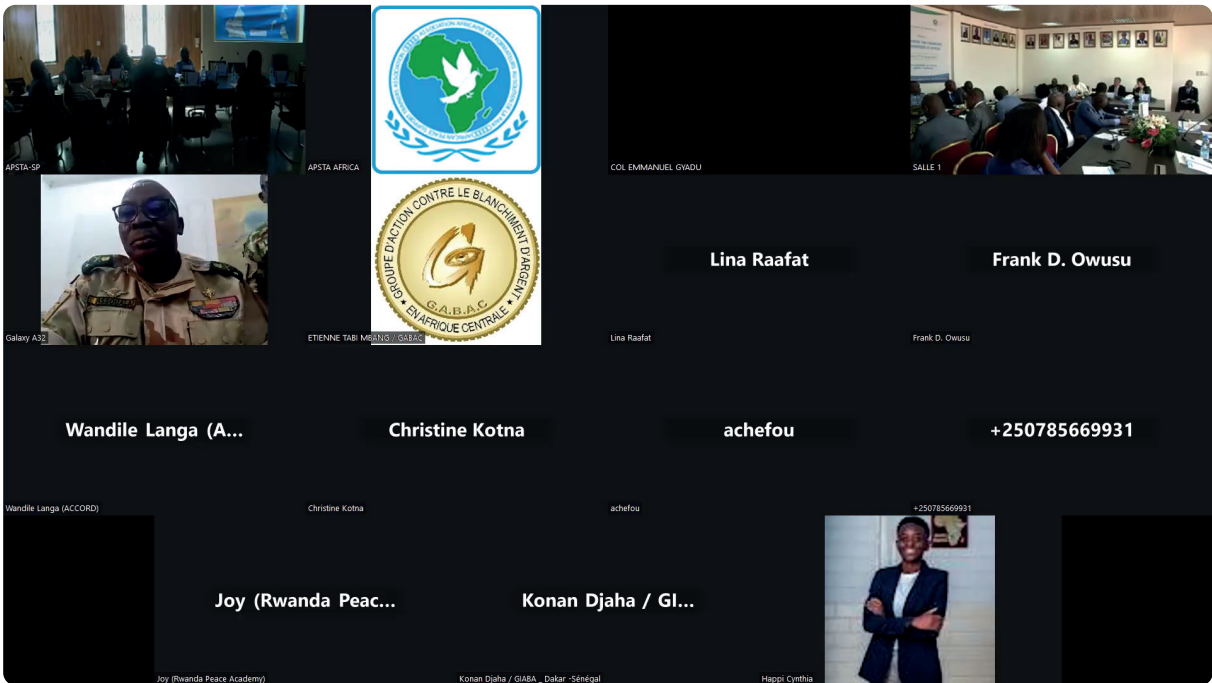 APSTA-SP
APSTA AFRICA
COL EMMANUEL GYADU
SALLE 1
GROUPE D'ACTION CONTRE LE BLANCHIMENT D'ARGENT
G.A.B.A.C
EN AFRIQUE CENTRALE
Lina Raafat
Frank D. Owusu
Galaxy A32
ETIENNE TABI MBANG / GABAC
Lina Raafat
Frank D. Owusu
Wandile Langa (A...
Christine Kotna
achefou
+250785669931
Wandile Langa (ACCORD)
Christine Kotna
achefou
+250785669931
Joy (Rwanda Peac...
Konan Djaha / GI...
Joy (Rwanda Peace Academy)
Konan Djaha / GIABA _ Dakar -Sénégal
Happi Cynthia